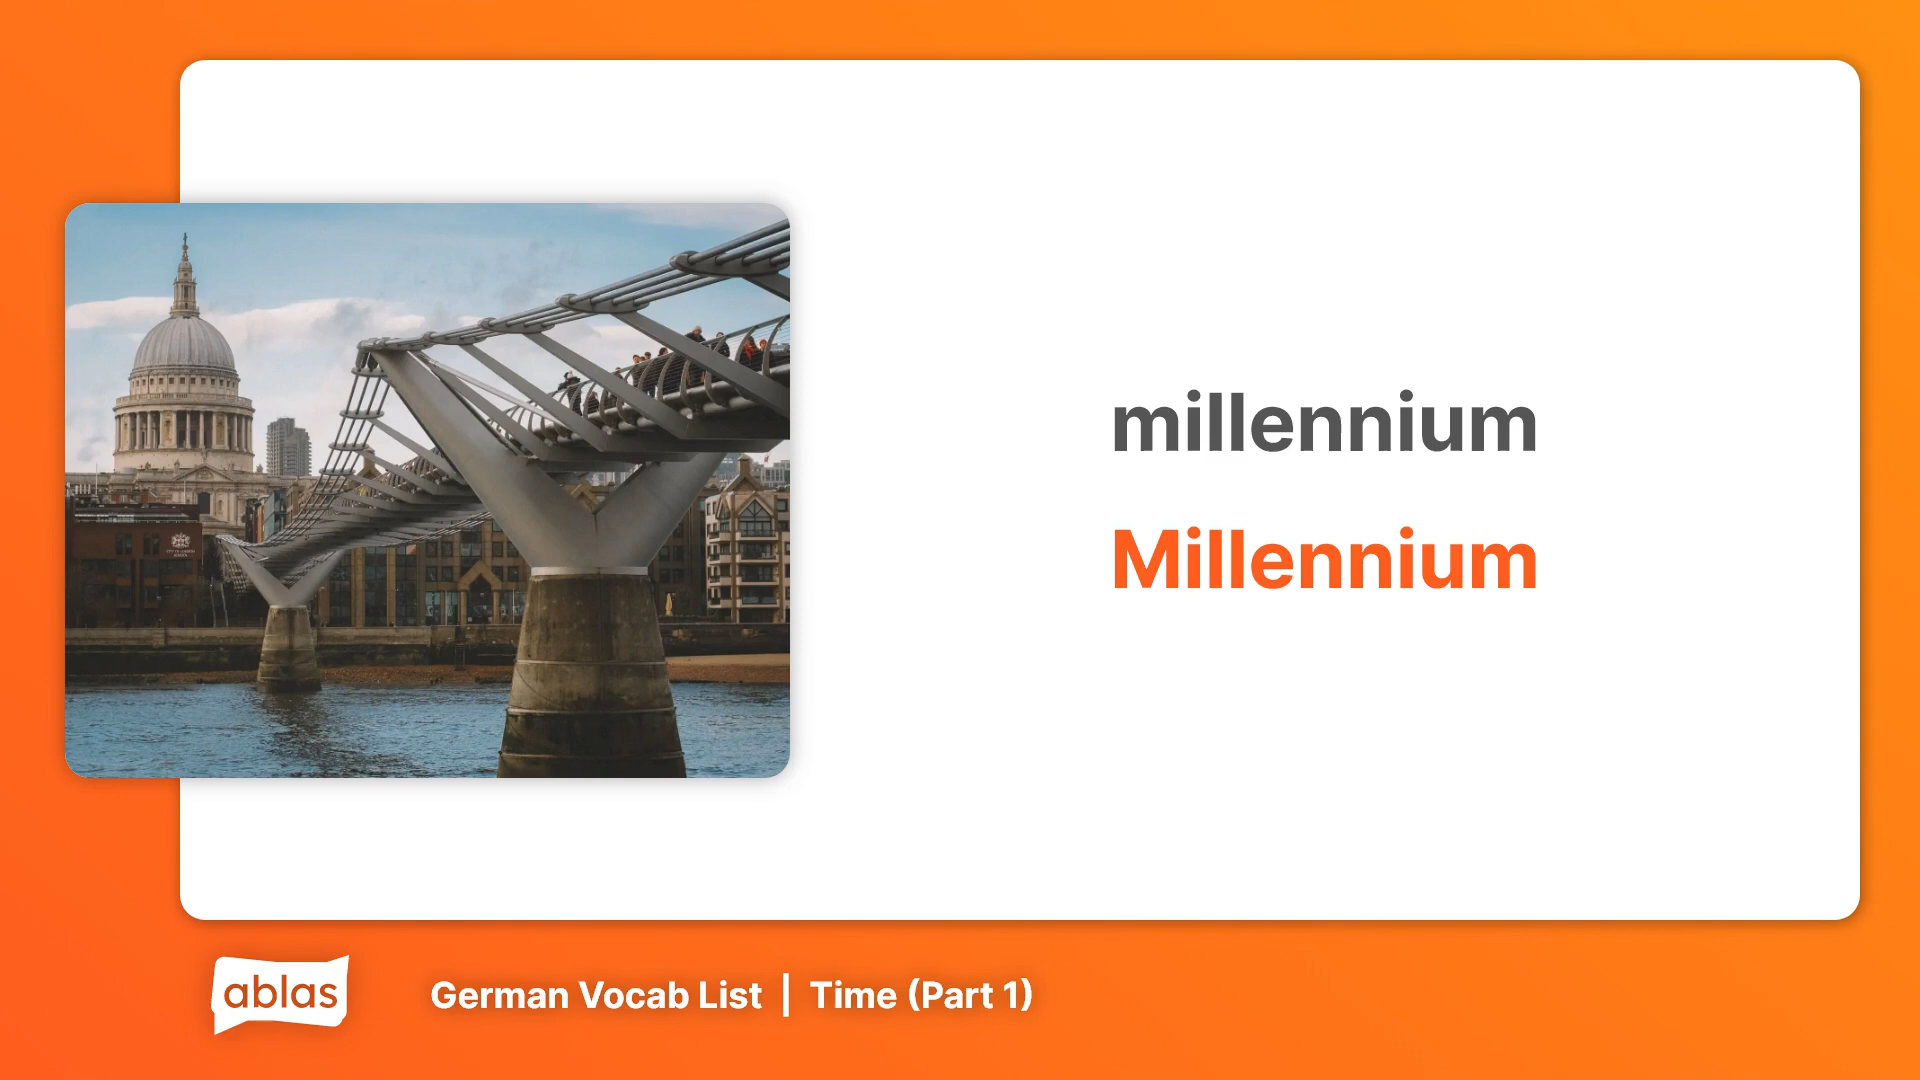 millennium
Millennium
ablas
German Vocab List | Time (Part 1)